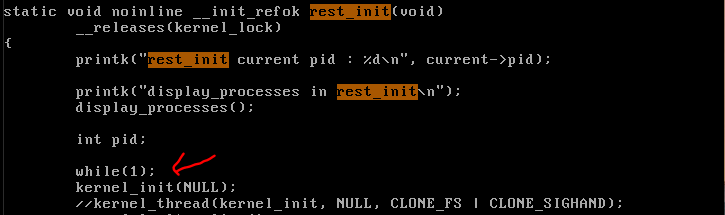 static void noinline __init_refok rest_init(void)
__releases(kernel_lock)
{
printk("rest_init current pid : %d\n", current->pid);
printk("display_processes in rest_init\n");
display_processes();
int pid;
while(1);
kernel_init(NULL);
//kernel_thread(kernel_init, NULL, CLONE_FS | CLONE_SIGHAND);